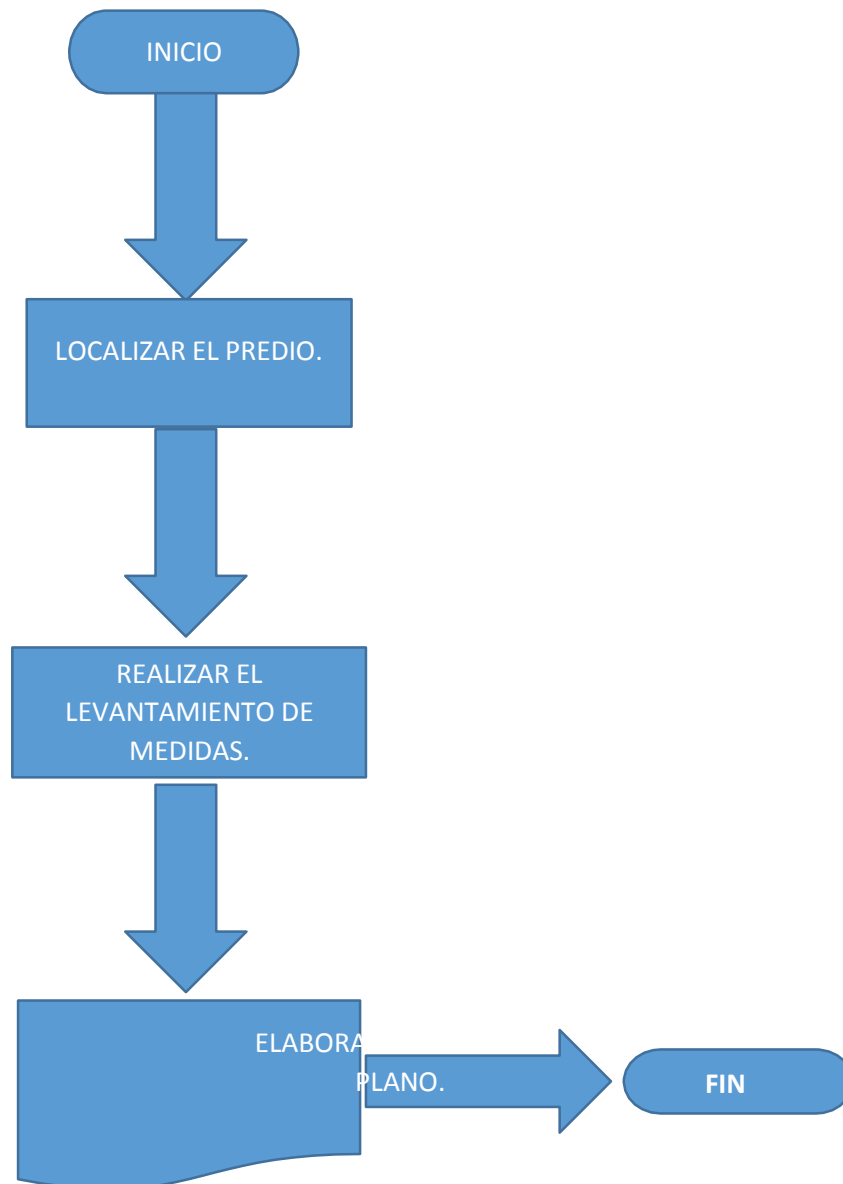 INICIO
LOCALIZAR EL PREDIO.
REALIZAR EL
LEVANTAMIENTO DE
MEDIDAS.
ELABORA
PLANO.
FIN